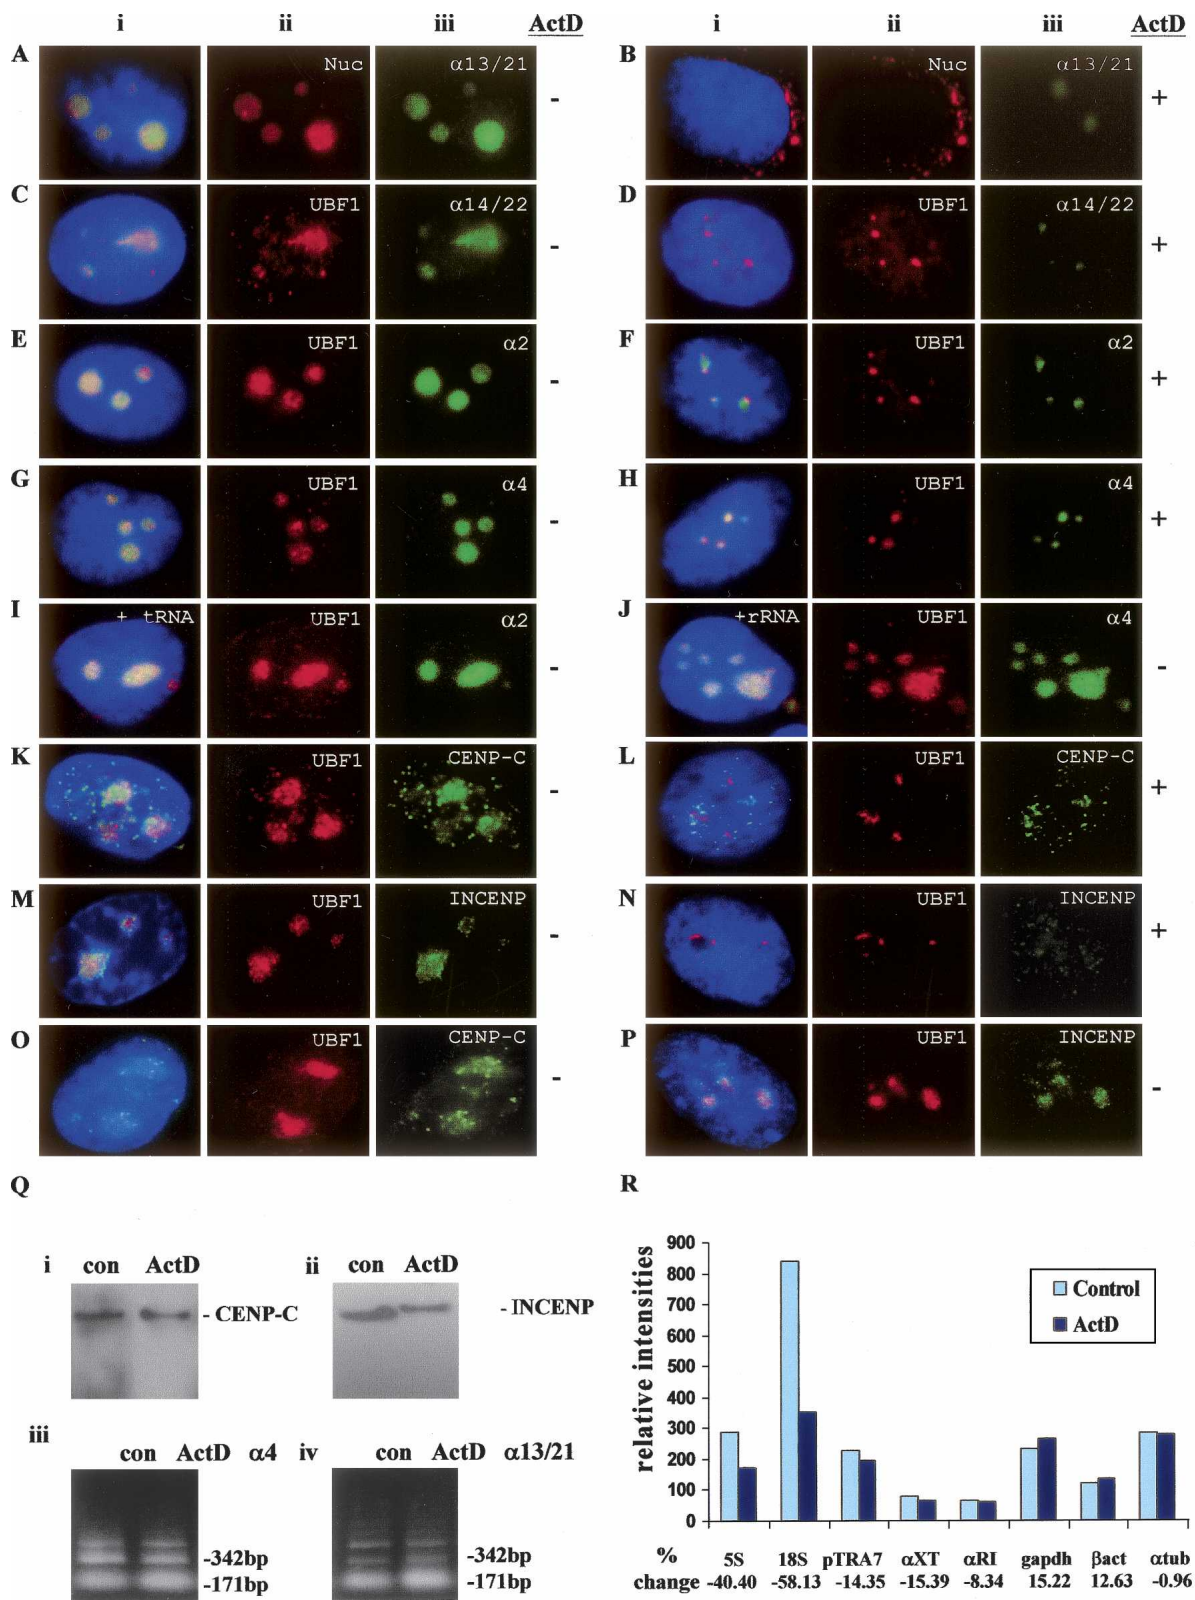 i ii iii ActD i ii iii ActD
A Nuc α13/21 - B Nuc α13/21 +
C UBF1 α14/22 - D UBF1 α14/22 +
E UBF1 α2 - F UBF1 α2 +
G UBF1 α4 - H UBF1 α4 +
I + tRNA UBF1 α2 - J +rRNA UBF1 α4 -
K UBF1 CENP-C - L UBF1 CENP-C +
M UBF1 INCENP - N UBF1 INCENP +
O UBF1 CENP-C - P UBF1 INCENP -
Q
i con ActD ii con ActD
- CENP-C - INCENP
iii con ActD α4 iv con ActD α13/21
-342bp -342bp
-171bp -171bp
R
relative intensities
900
800
700
600
500
400
300
200
100
0
Control
ActD
% 5S 18S pTRA7 αXT αRI gapdh βact αtub
change -40.40 -58.13 -14.35 -15.39 -8.34 15.22 12.63 -0.96